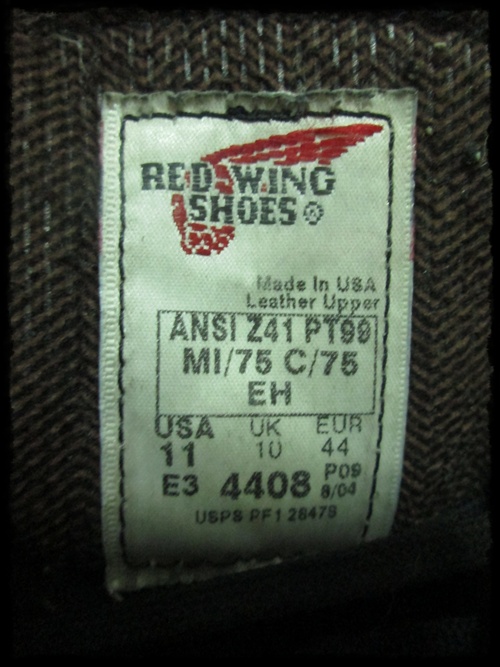 RED WING
SHOES ®
Made In USA
Leather Upper
ANSI Z41 PT99
MI/75 C/75
EH
USA UK EUR
11 10 44
E3 4408 P09
8/04
USPS PF1 28478